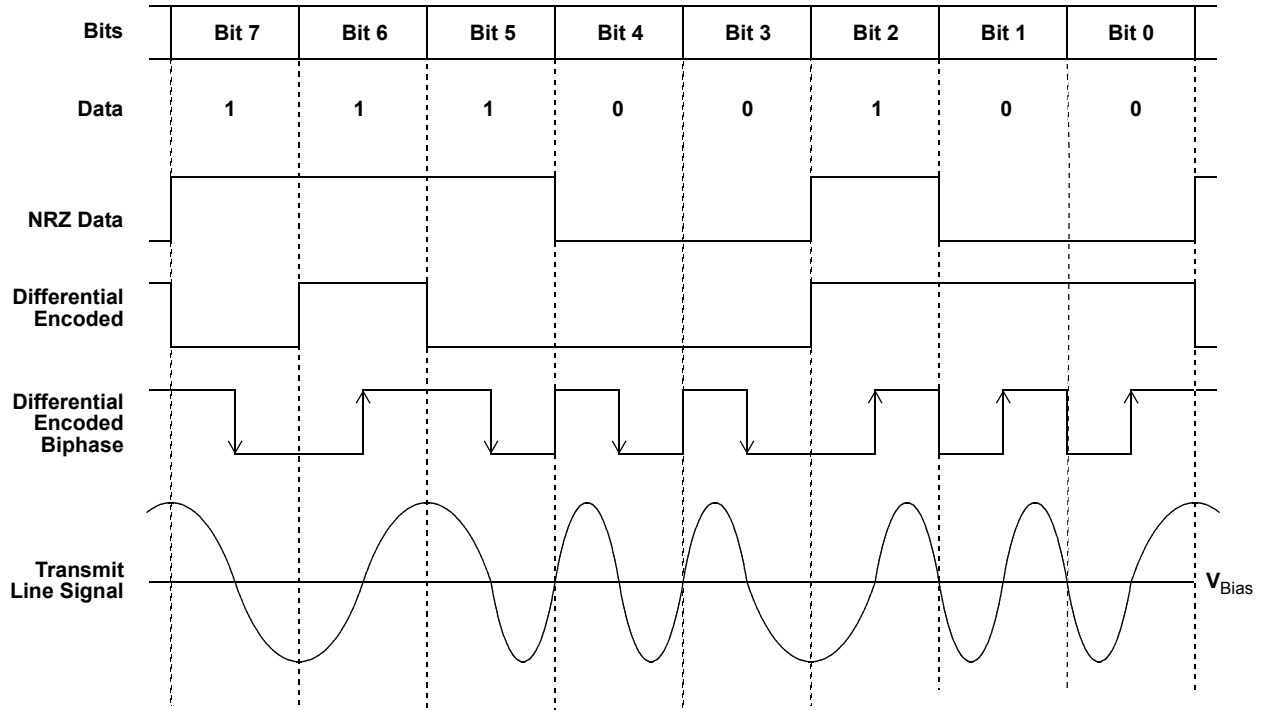 Bits Bit 7 Bit 6 Bit 5 Bit 4 Bit 3 Bit 2 Bit 1 Bit 0
Data 1 1 1 0 0 1 0 0
NRZ Data
Differential
Encoded
Differential
Encoded
Biphase
Transmit
Line Signal
VBias